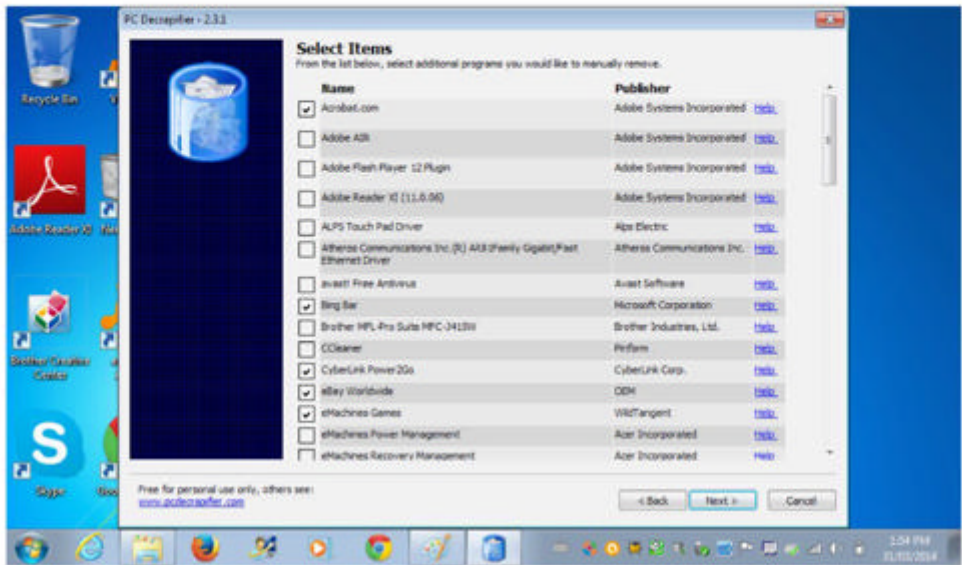 PC Decrapifier - 2.3.1
Select Items
From the list below, select additional programs you would like to manually remove.
Name Publisher
Acrobat.com Adobe Systems Incorporated Help
Adobe AIR Adobe Systems Incorporated Help
Adobe Flash Player 12 Plugin Adobe Systems Incorporated Help
Adobe Reader XI (11.0.06) Adobe Systems Incorporated Help
ALPS Touch Pad Driver Alps Electric Help
Atheros Communications Inc.(R) Family Gigabit/Fast Atheros Communications Inc. Help
Ethernet Driver
avast! Free Antivirus Avast Software Help
Bing Bar Microsoft Corporation Help
Brother MFL-Pro Suite Brother Industries, Ltd. Help
CCleaner Piriform Help
CyberLink Power2Go CyberLink Corp. Help
eBay Worldwide OEM Help
eMachines Games WildTangent Help
eMachines Power Management Acer Incorporated Help
eMachines Recovery Management Acer Incorporated Help
Free for personal use only, others see:
www.pcdecrapifier.com
< Back
Next >
Cancel
Recycle Bin
Adobe Reader XI
Brother Creative
Center
Skype